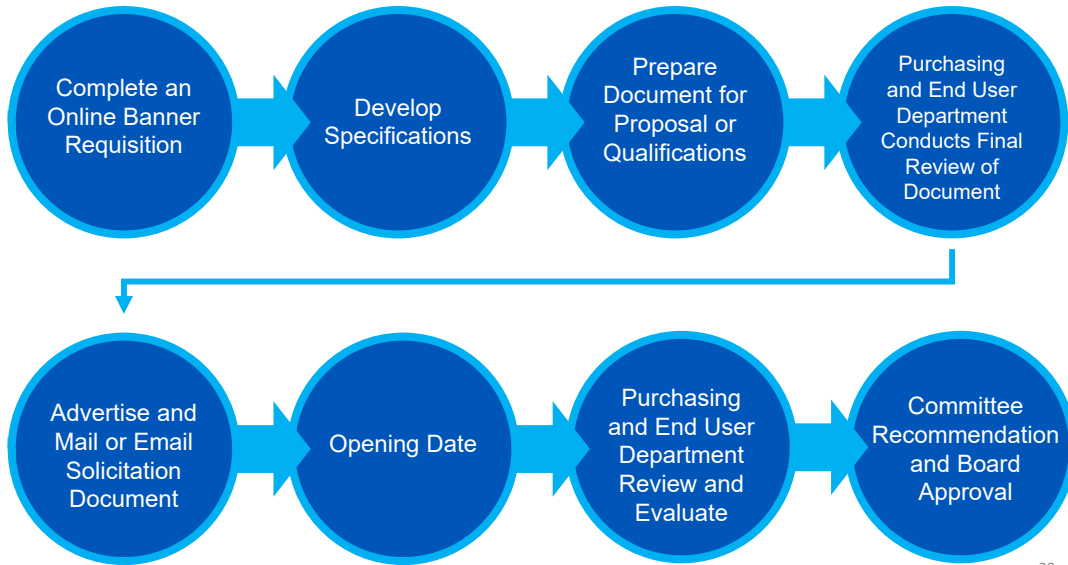 Complete an
Online Banner
Requisition
Develop
Specifications
Prepare
Document for
Proposal or
Qualifications
Purchasing
and End User
Department
Conducts Final
Review of
Document
Advertise and
Mail or Email
Solicitation
Document
Opening Date
Purchasing
and End User
Department
Review and
Evaluate
Committee
Recommendation
and Board
Approval